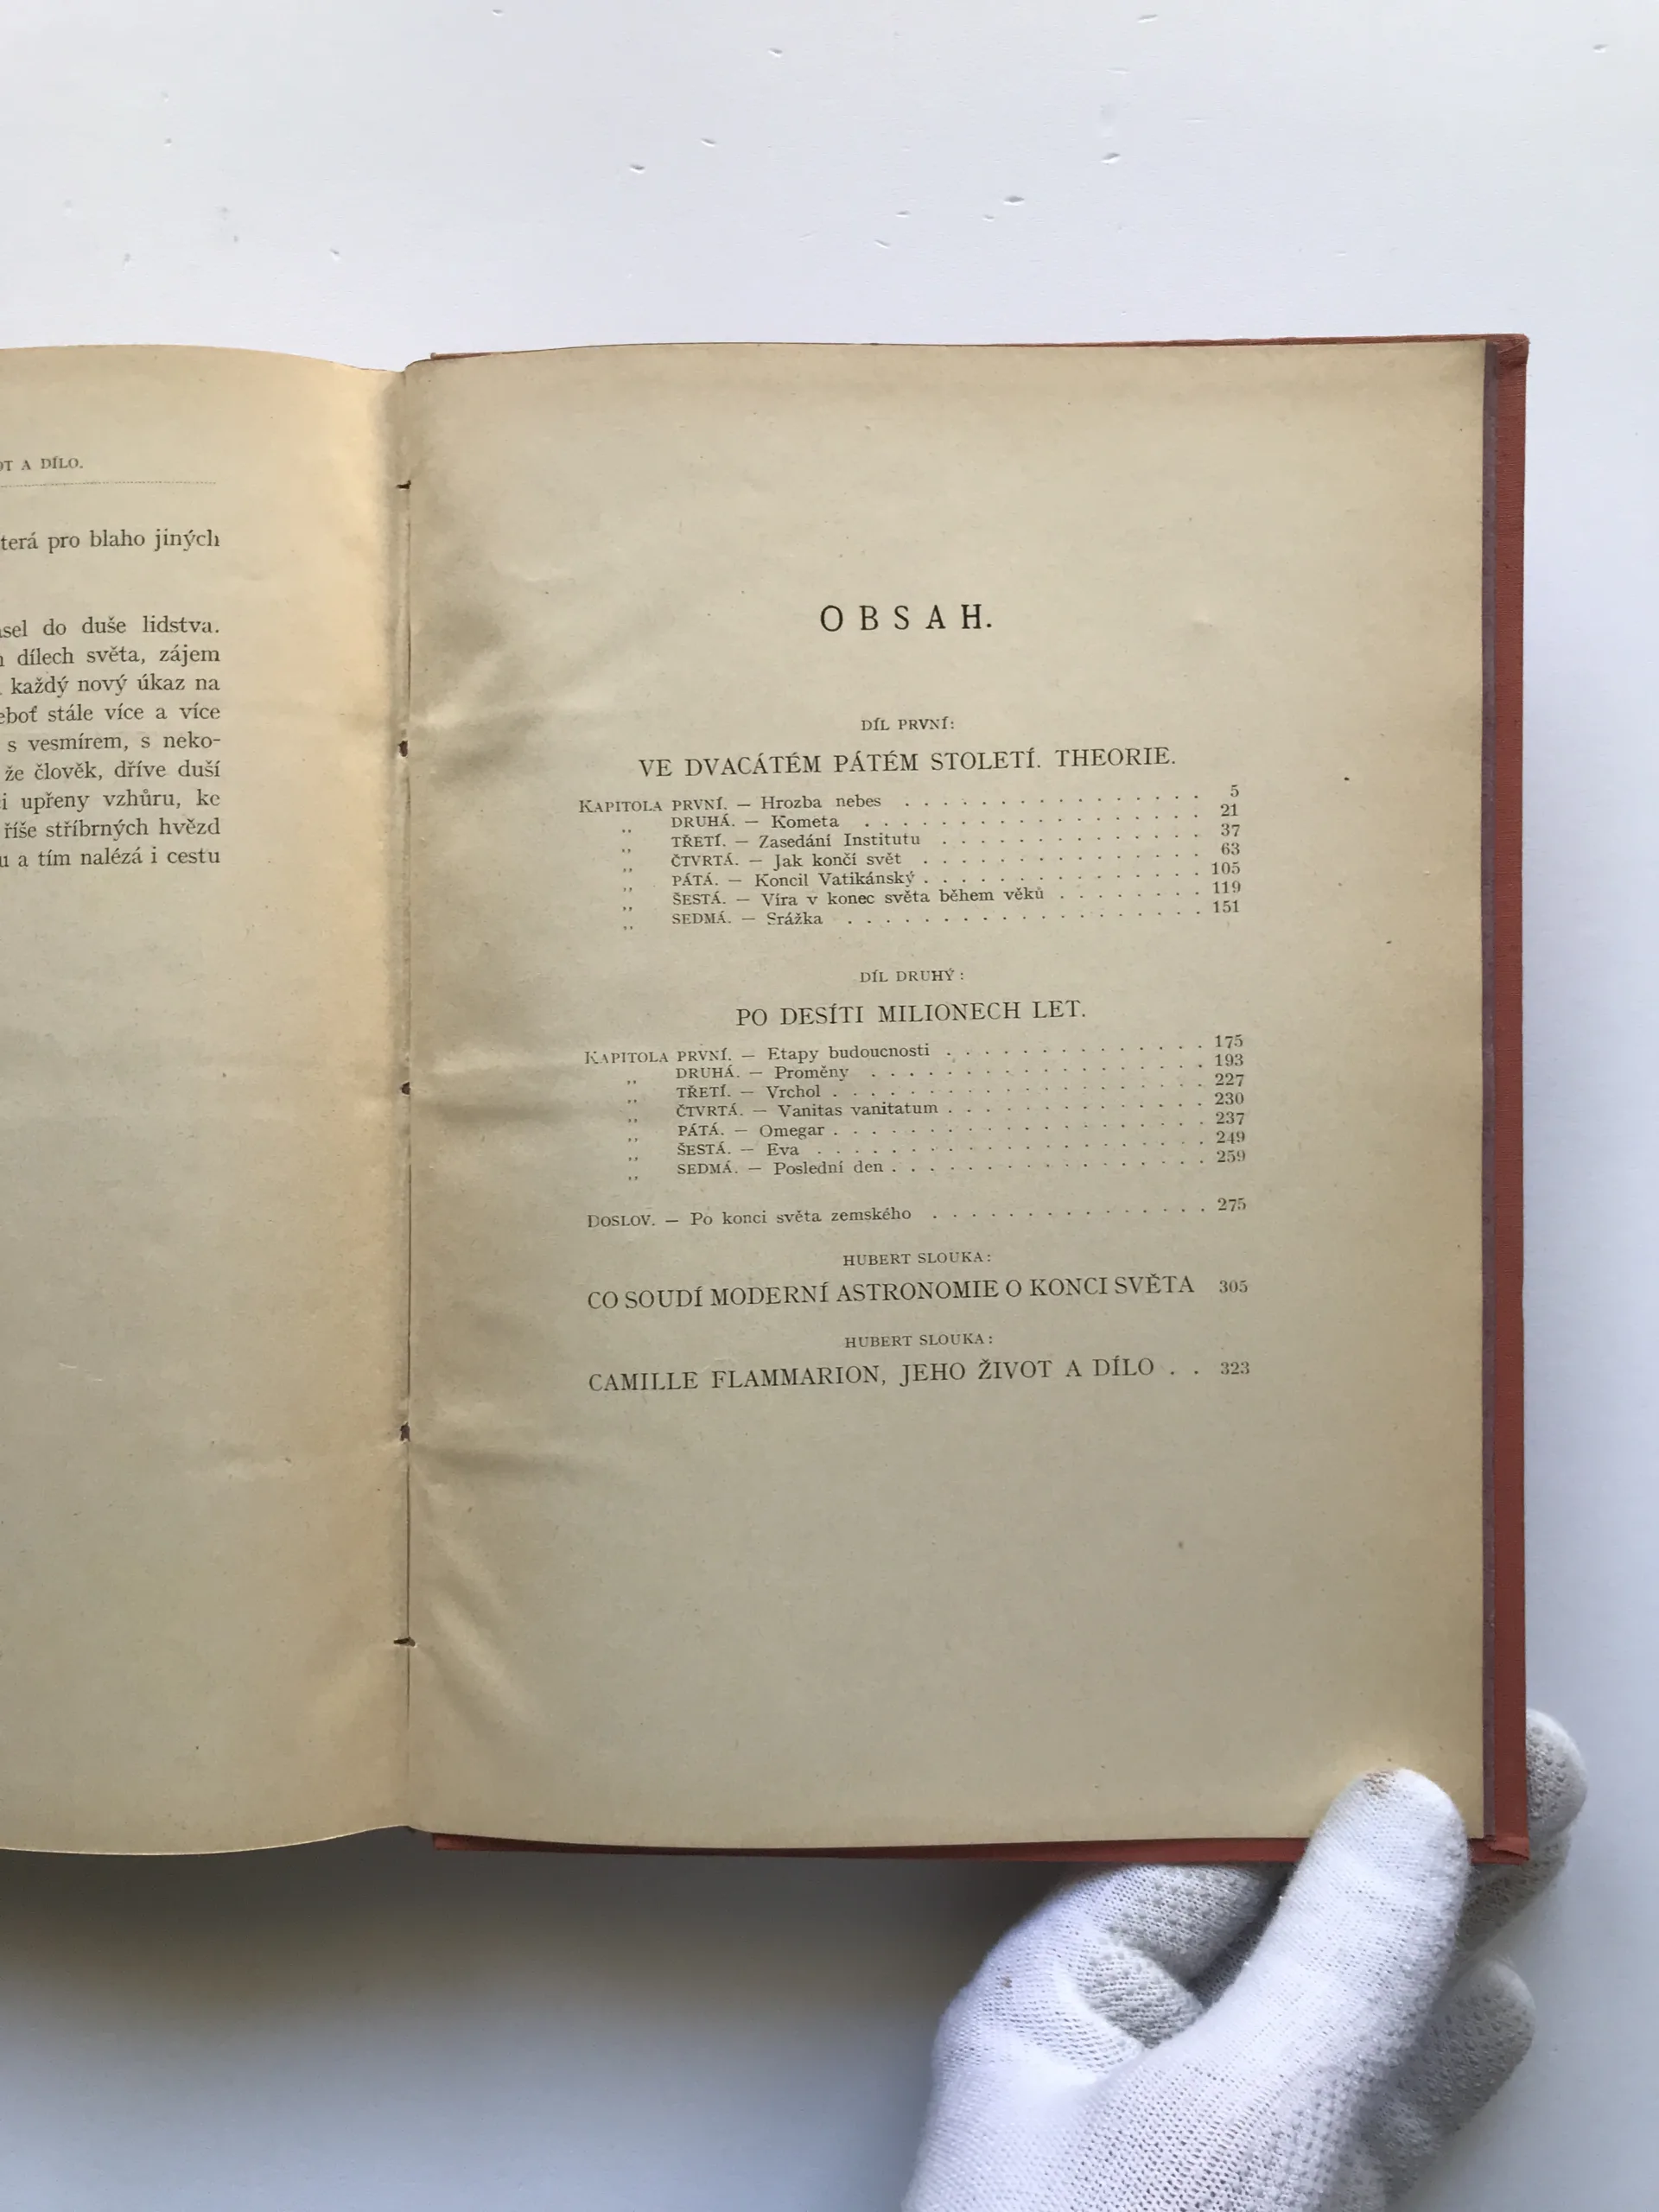 A DÍLO.
pro blaho jiných
do duše lidstva.
dílech světa, zájem
každý nový úkaz na
stále více a více
s vesmírem, s neko-
že člověk, dříve duší
upřeny vzhůru, ke
říše stříbrných hvězd
a tím nalézá i cestu
OBSAH.
DÍL PRVNÍ:
VE DVACÁTÉM PÁTÉM STOLETÍ. THEORIE.
KAPITOLA PRVNÍ. — Hrozba nebes . . . . . . . . . . . . . . . . 5
,, DRUHÁ. — Kometa . . . . . . . . . . . . . . . . . . 21
,, TŘETÍ. — Zasedání Institutu . . . . . . . . . . . . . . 37
,, ČTVRTÁ. — Jak končí svět . . . . . . . . . . . . . . . 63
,, PÁTÁ. — Koncil Vatikánský . . . . . . . . . . . . . . . 105
,, ŠESTÁ. — Víra v konec světa během věků . . . . . . . . 119
,, SEDMÁ. — Srážka . . . . . . . . . . . . . . . . . . . 151
DÍL DRUHÝ:
PO DESÍTI MILIONECH LET.
KAPITOLA PRVNÍ. — Etapy budoucnosti . . . . . . . . . . . . . . 175
,, DRUHÁ. — Proměny . . . . . . . . . . . . . . . . . . 193
,, TŘETÍ. — Vrchol . . . . . . . . . . . . . . . . . . . . 227
,, ČTVRTÁ. — Vanitas vanitatum . . . . . . . . . . . . . . 230
,, PÁTÁ. — Omegar . . . . . . . . . . . . . . . . . . . . 237
,, ŠESTÁ. — Eva . . . . . . . . . . . . . . . . . . . . . 249
,, SEDMÁ. — Poslední den . . . . . . . . . . . . . . . . . 259
DOSLOV. — Po konci světa zemského . . . . . . . . . . . . . . . 275
HUBERT SLOUKA:
CO SOUDÍ MODERNÍ ASTRONOMIE O KONCI SVĚTA 305
HUBERT SLOUKA:
CAMILLE FLAMMARION, JEHO ŽIVOT A DÍLO . . 323